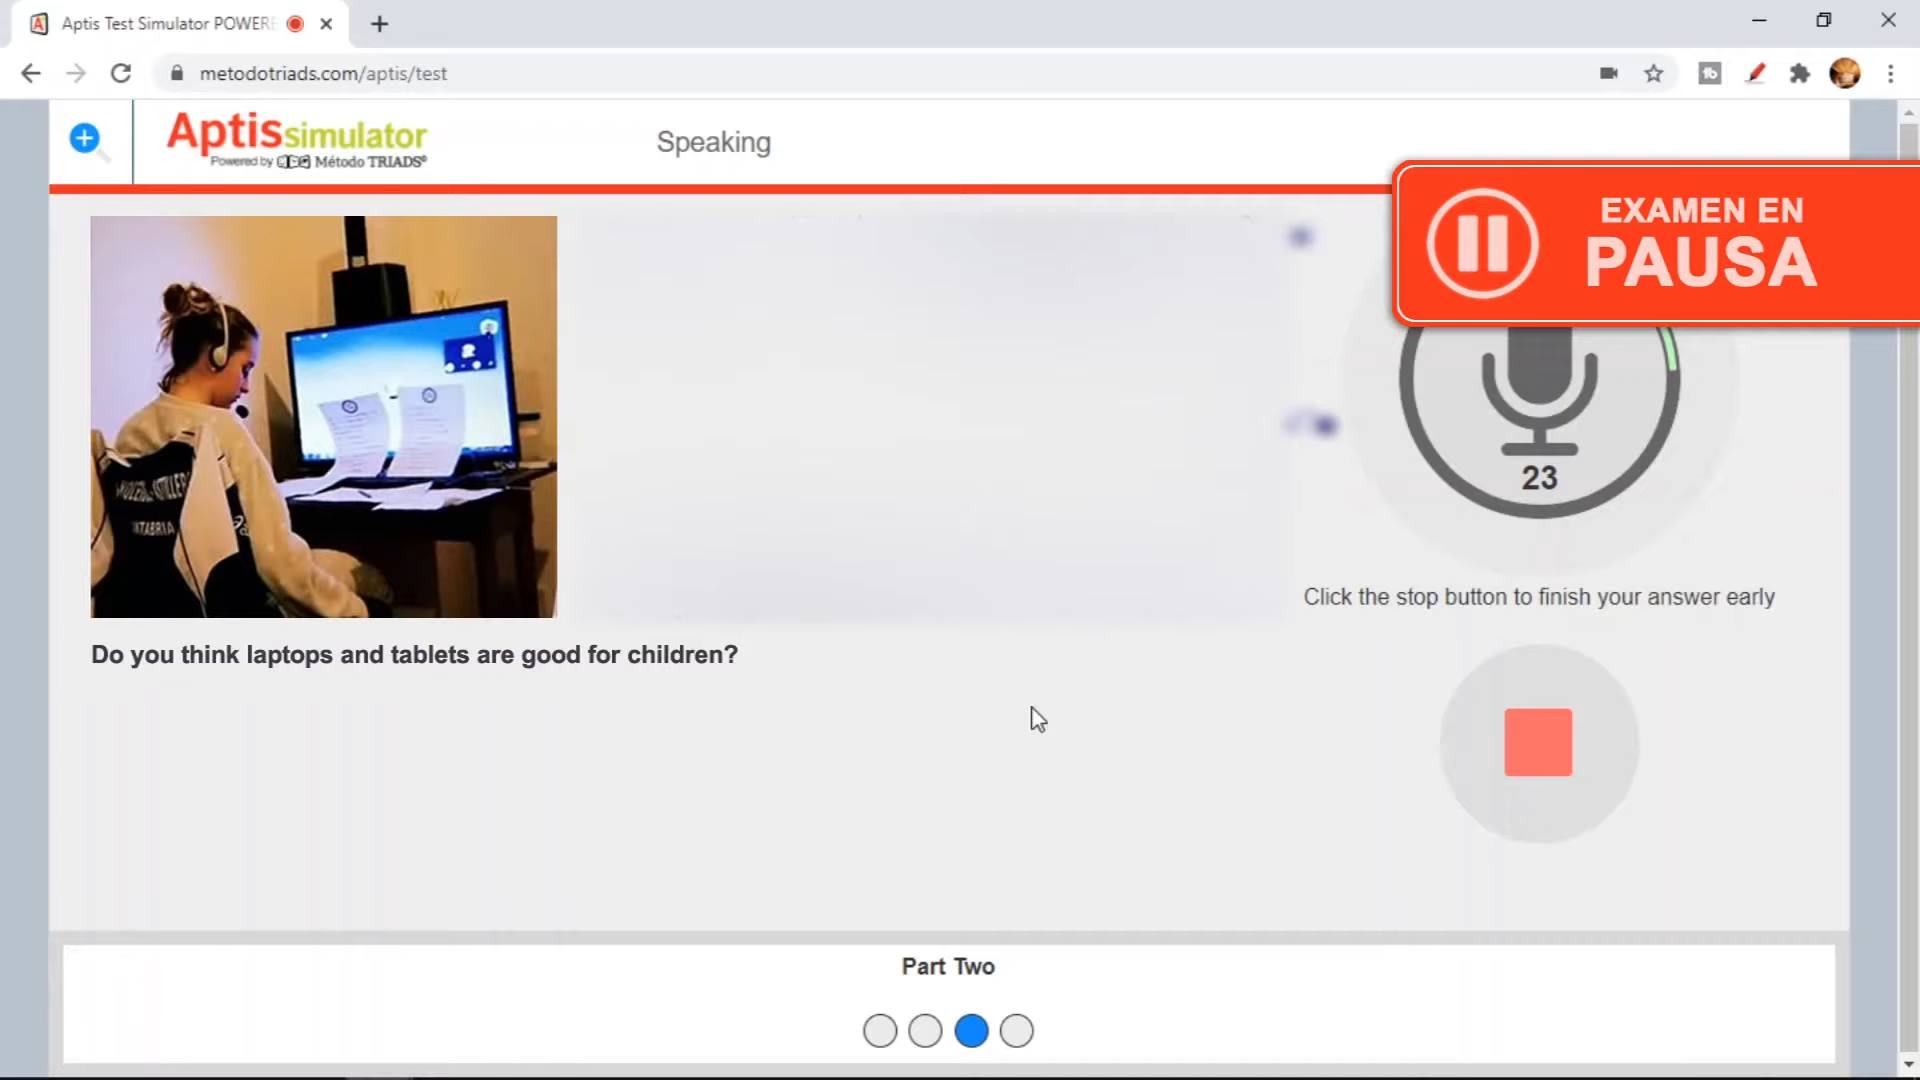 Aptis Test Simulator POWERE
metodotriads.com/aptis/test
Aptissimulator
Powered by Método TRIADS®
Speaking
EXAMEN EN
PAUSA
23
Click the stop button to finish your answer early
Do you think laptops and tablets are good for children?
Part Two